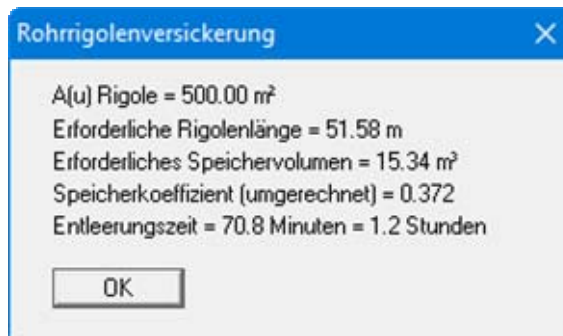 Rohrrigolenversickerung
A(u) Rigole = 500.00 m²
Erforderliche Rigolenlänge = 51.58 m
Erforderliches Speichervolumen = 15.34 m³
Speicherkoeffizient (umgerechnet) = 0.372
Entleerungszeit = 70.8 Minuten = 1.2 Stunden
OK